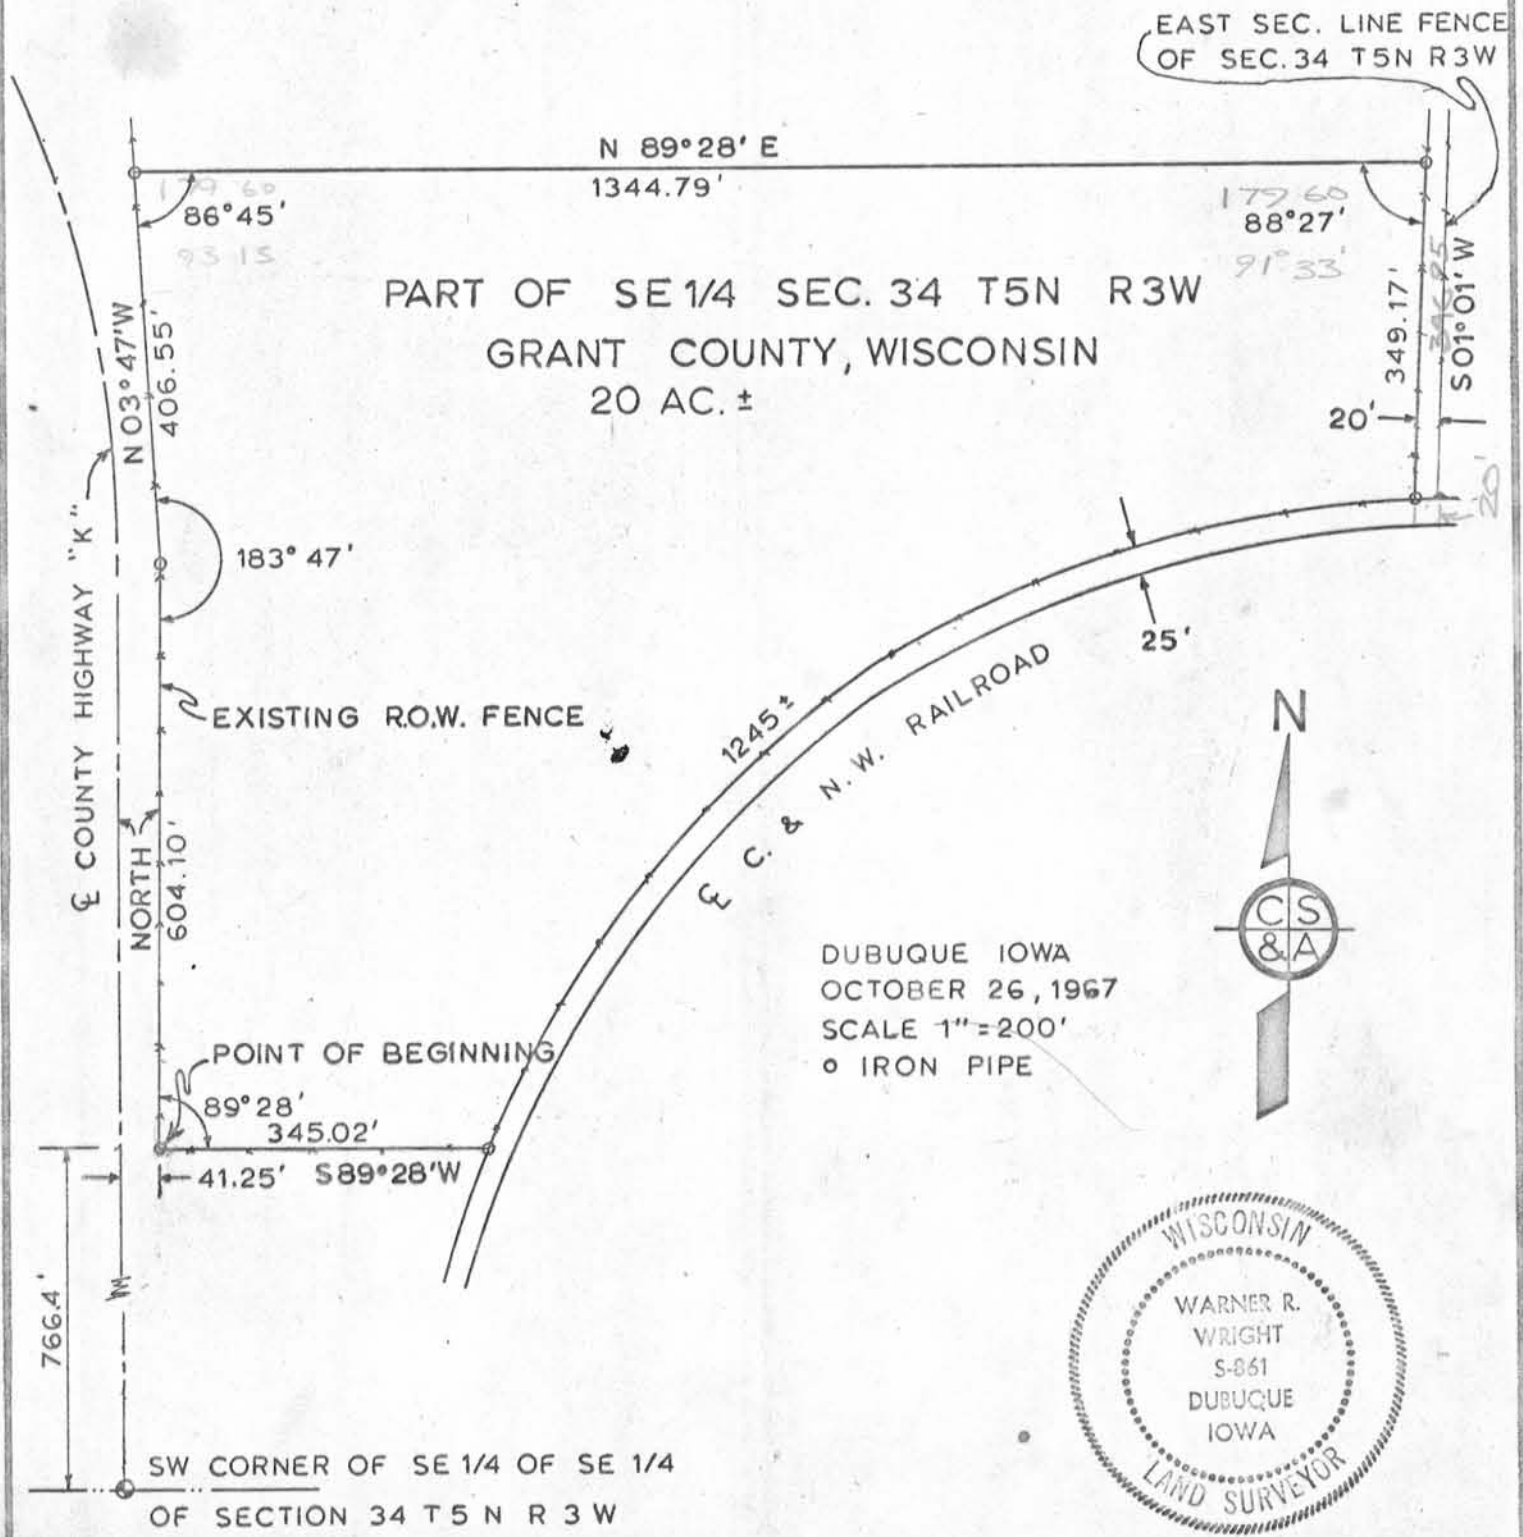 EAST SEC. LINE FENCE
OF SEC. 34 T5N R3W
N 89°28' E
1344.79'
179 60
86°45'
93 15
179 60
88°27'
91°33'
PART OF SE 1/4 SEC. 34 T5N R3W
GRANT COUNTY, WISCONSIN
20 AC. ±
N 03°47'W
406.55'
349.17'
S 01°01' W
20'
20'
℄ COUNTY HIGHWAY "K"
183° 47'
25'
EXISTING R.O.W. FENCE
1245 ±
℄ C. & N.W. RAILROAD
N
NORTH
604.10'
C S
& A
DUBUQUE IOWA
OCTOBER 26, 1967
SCALE 1"=200'
o IRON PIPE
POINT OF BEGINNING
89°28'
345.02'
41.25' S89°28'W
766.4'
WISCONSIN
WARNER R.
WRIGHT
S-861
DUBUQUE
IOWA
LAND SURVEYOR
SW CORNER OF SE 1/4 OF SE 1/4
OF SECTION 34 T 5 N R 3 W